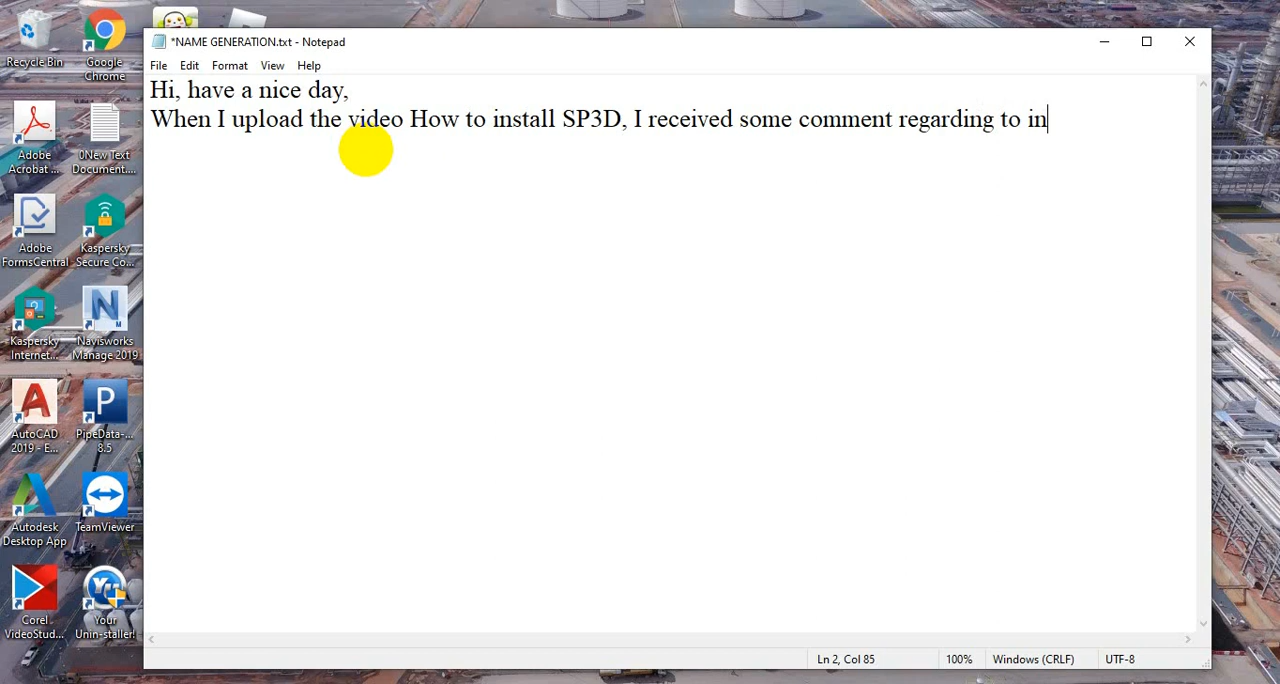 *NAME GENERATION.txt - Notepad
File Edit Format View Help
Hi, have a nice day,
When I upload the video How to install SP3D, I received some comment regarding to in
Recycle Bin
Google Chrome
Adobe Acrobat ...
0New Text Document....
Adobe FormsCentral
Kaspersky Secure Co...
Kaspersky Internet...
Navisworks Manage 2019
AutoCAD 2019 - E...
PipeData-... 8.5
Autodesk Desktop App
TeamViewer
Corel VideoStud...
Your Unin-staller!
Ln 2, Col 85
100%
Windows (CRLF)
UTF-8